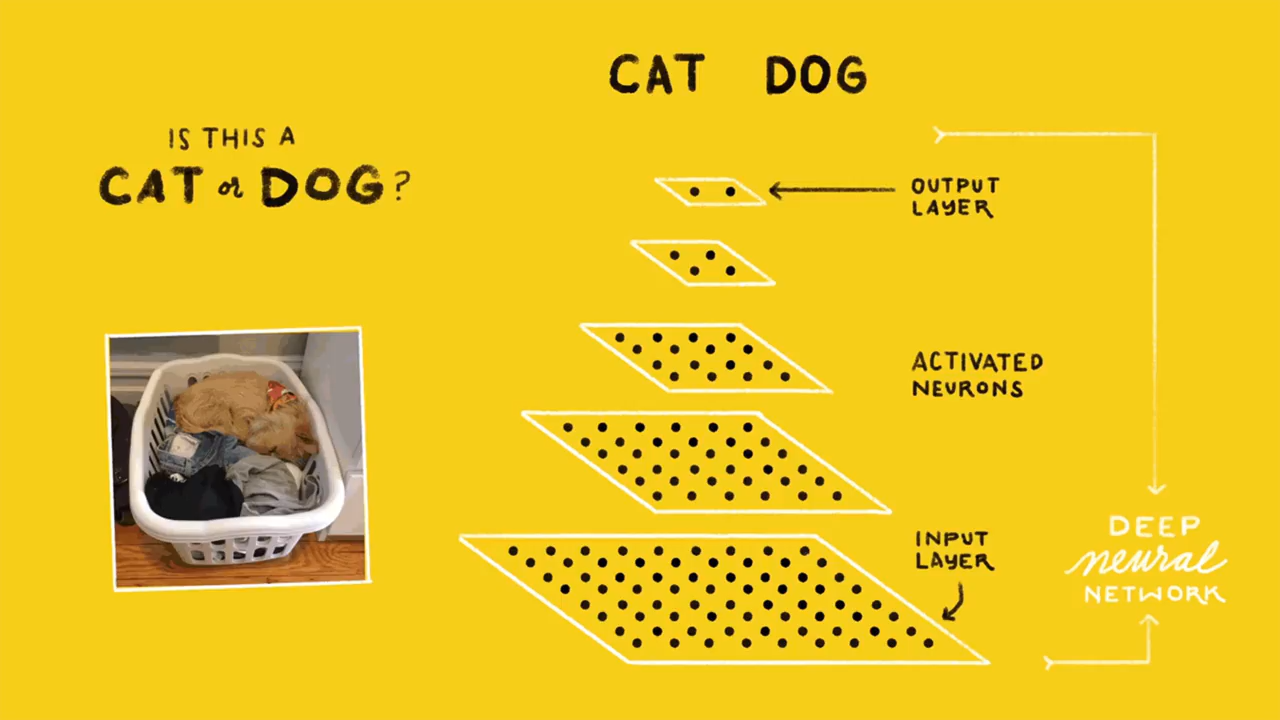 CAT DOG
IS THIS A
CAT or DOG?
OUTPUT
LAYER
ACTIVATED
NEURONS
INPUT
LAYER
DEEP
neural
NETWORK